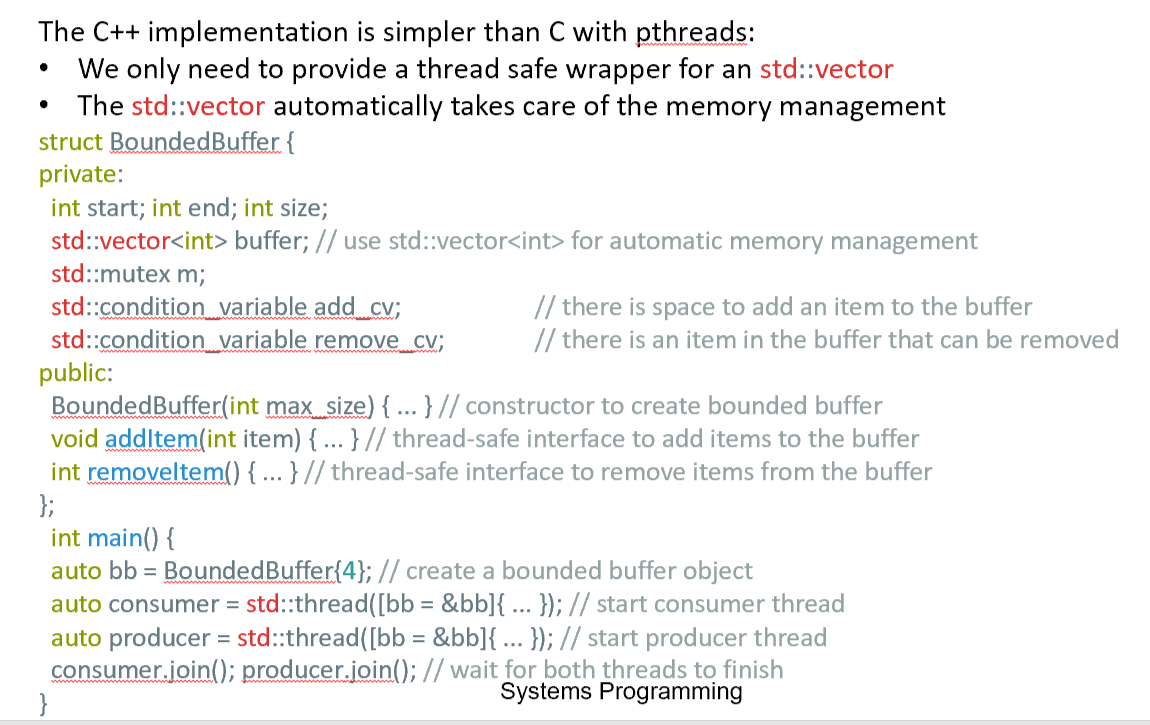 The C++ implementation is simpler than C with pthreads:
• We only need to provide a thread safe wrapper for an std::vector
• The std::vector automatically takes care of the memory management
struct BoundedBuffer {
private:
int start; int end; int size;
std::vector<int> buffer; // use std::vector<int> for automatic memory management
std::mutex m;
std::condition_variable add_cv; // there is space to add an item to the buffer
std::condition_variable remove_cv; // there is an item in the buffer that can be removed
public:
BoundedBuffer(int max_size) { ... } // constructor to create bounded buffer
void addItem(int item) { ... } // thread-safe interface to add items to the buffer
int removeItem() { ... } // thread-safe interface to remove items from the buffer
};
int main() {
auto bb = BoundedBuffer{4}; // create a bounded buffer object
auto consumer = std::thread([bb = &bb]{ ... }); // start consumer thread
auto producer = std::thread([bb = &bb]{ ... }); // start producer thread
consumer.join(); producer.join(); // wait for both threads to finish
Systems Programming
}